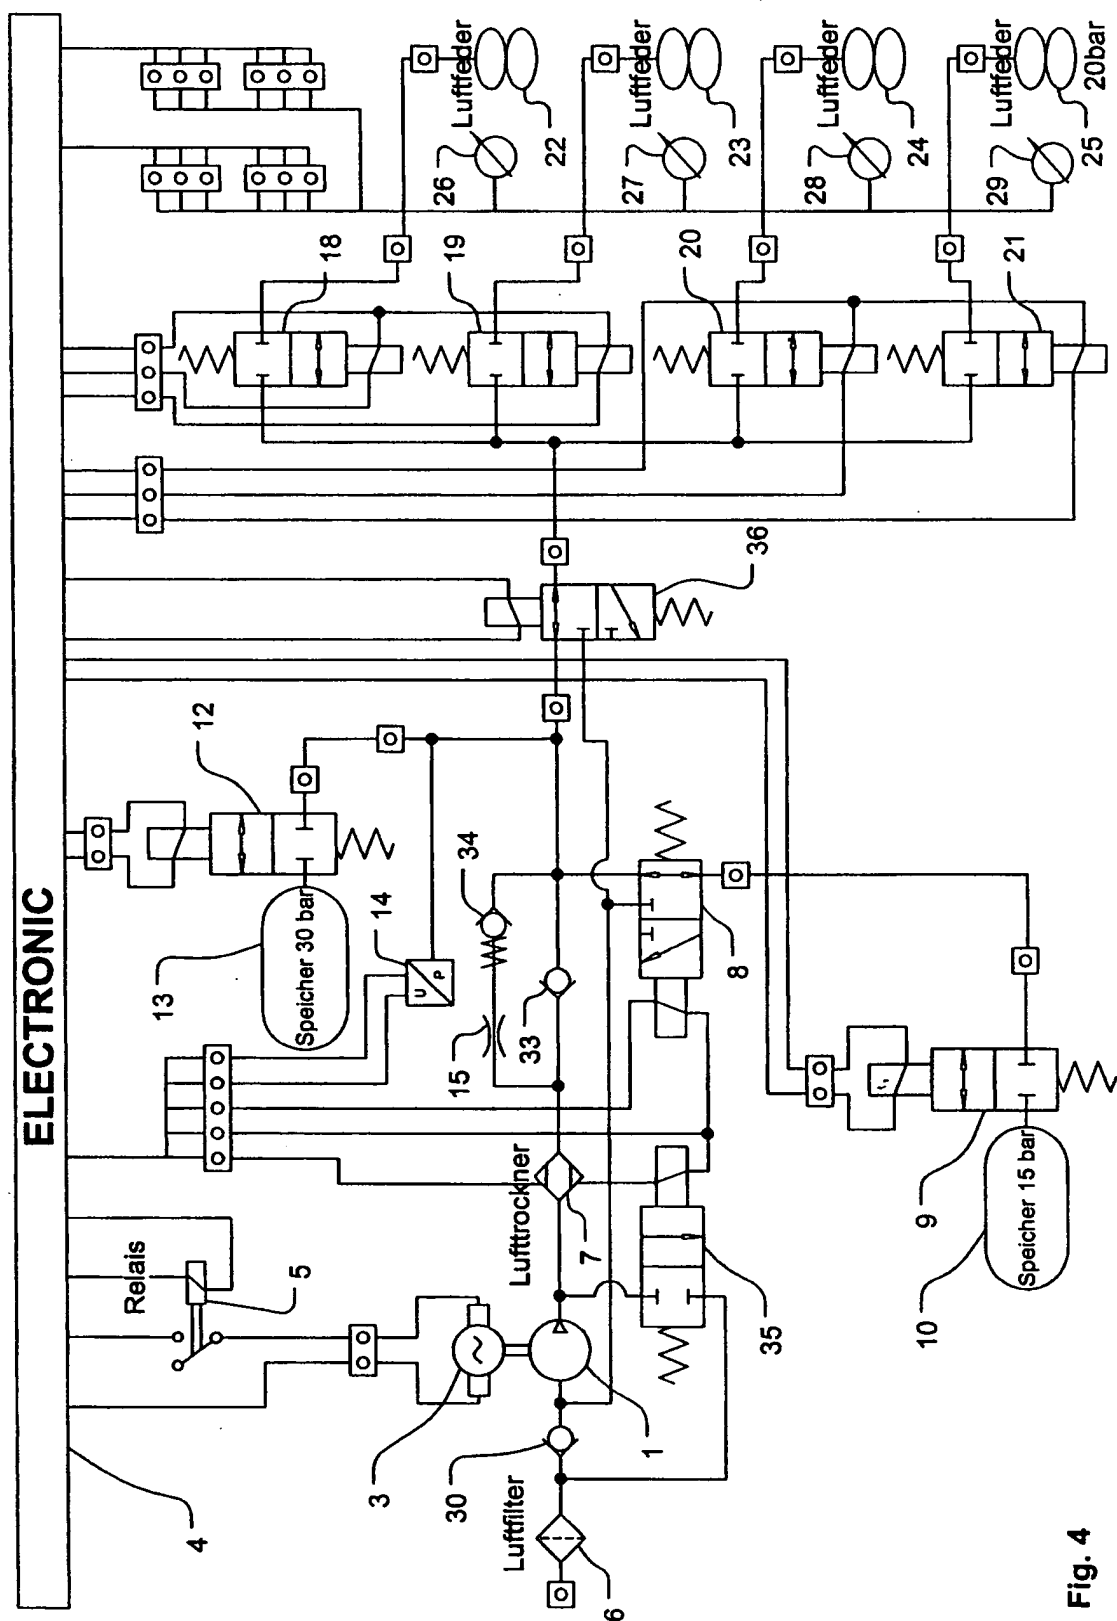 ELECTRONIC
4
Relais
5
3
30
Luftfilter
6
1
Lufttrockner
7
35
15
33
34
8
13
Speicher 30 bar
12
14
U
P
9
10
Speicher 15 bar
36
18
19
20
21
26
Luftfeder
22
27
Luftfeder
23
28
Luftfeder
24
29
Luftfeder
25
20bar
Fig. 4